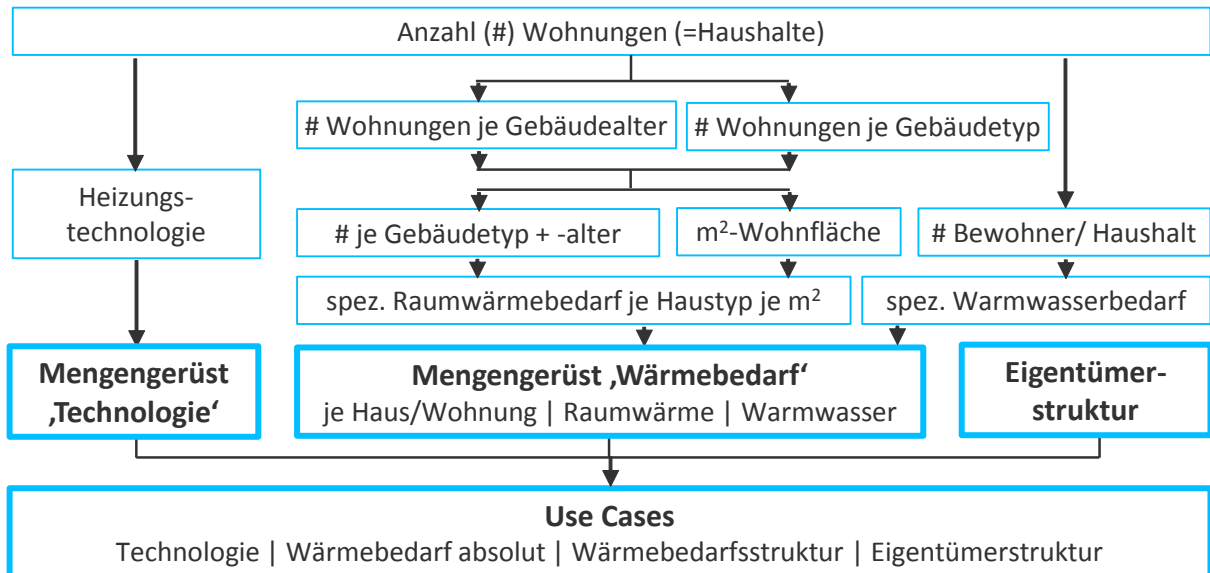 Anzahl (#) Wohnungen (=Haushalte)
# Wohnungen je Gebäudealter
# Wohnungen je Gebäudetyp
Heizungs-
technologie
# je Gebäudetyp + -alter
m²-Wohnfläche
# Bewohner/ Haushalt
spez. Raumwärmebedarf je Haustyp je m²
spez. Warmwasserbedarf
Mengengerüst
‚Technologie‘
Mengengerüst ‚Wärmebedarf‘
je Haus/Wohnung | Raumwärme | Warmwasser
Eigentümer-
struktur
Use Cases
Technologie | Wärmebedarf absolut | Wärmebedarfsstruktur | Eigentümerstruktur